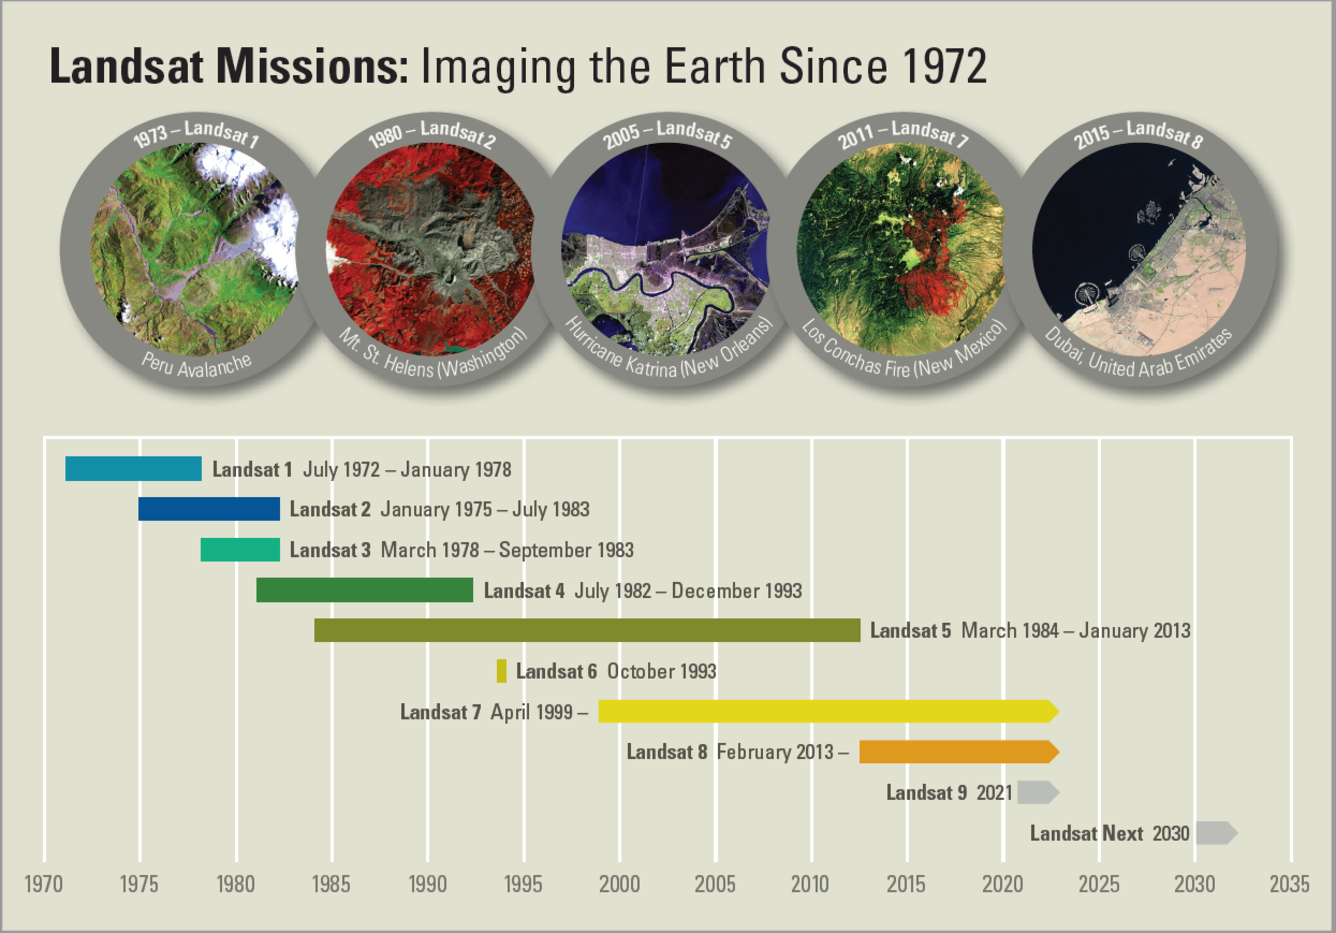 Landsat Missions: Imaging the Earth Since 1972
1973 – Landsat 1
Peru Avalanche
1980 – Landsat 2
Mt. St. Helens (Washington)
2005 – Landsat 5
Hurricane Katrina (New Orleans)
2011 – Landsat 7
Los Conchas Fire (New Mexico)
2015 – Landsat 8
Dubai, United Arab Emirates
Landsat 1 July 1972 – January 1978
Landsat 2 January 1975 – July 1983
Landsat 3 March 1978 – September 1983
Landsat 4 July 1982 – December 1993
Landsat 5 March 1984 – January 2013
Landsat 6 October 1993
Landsat 7 April 1999 –
Landsat 8 February 2013 –
Landsat 9 2021
Landsat Next 2030
1970 1975 1980 1985 1990 1995 2000 2005 2010 2015 2020 2025 2030 2035